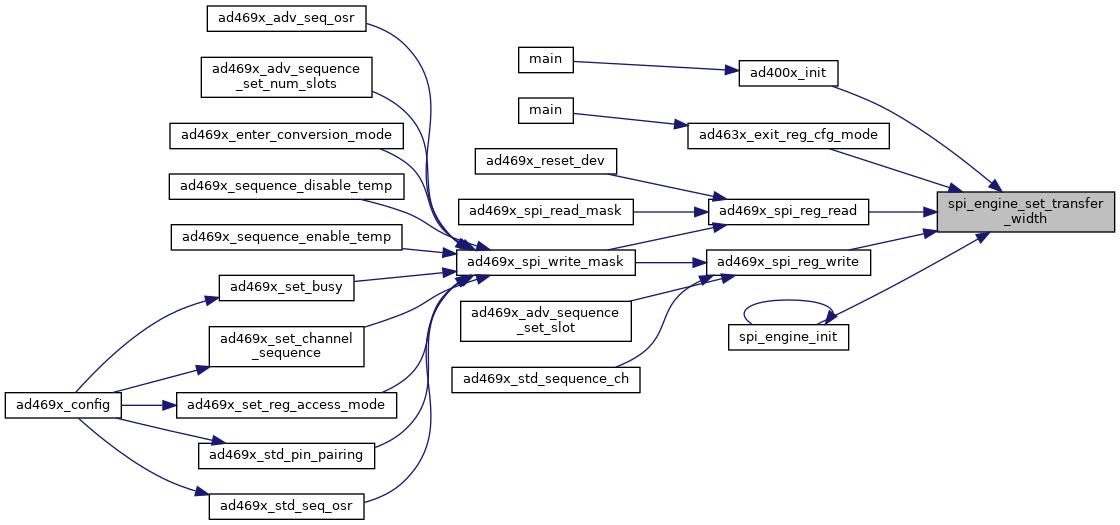 ad469x_adv_seq_osr
ad469x_adv_sequence
_set_num_slots
ad469x_enter_conversion_mode
ad469x_sequence_disable_temp
ad469x_sequence_enable_temp
ad469x_set_busy
ad469x_set_channel
_sequence
ad469x_config
ad469x_set_reg_access_mode
ad469x_std_pin_pairing
ad469x_std_seq_osr
main
main
ad469x_reset_dev
ad469x_spi_read_mask
ad469x_spi_write_mask
ad469x_adv_sequence
_set_slot
ad469x_std_sequence_ch
ad400x_init
ad463x_exit_reg_cfg_mode
ad469x_spi_reg_read
ad469x_spi_reg_write
spi_engine_init
spi_engine_set_transfer
_width